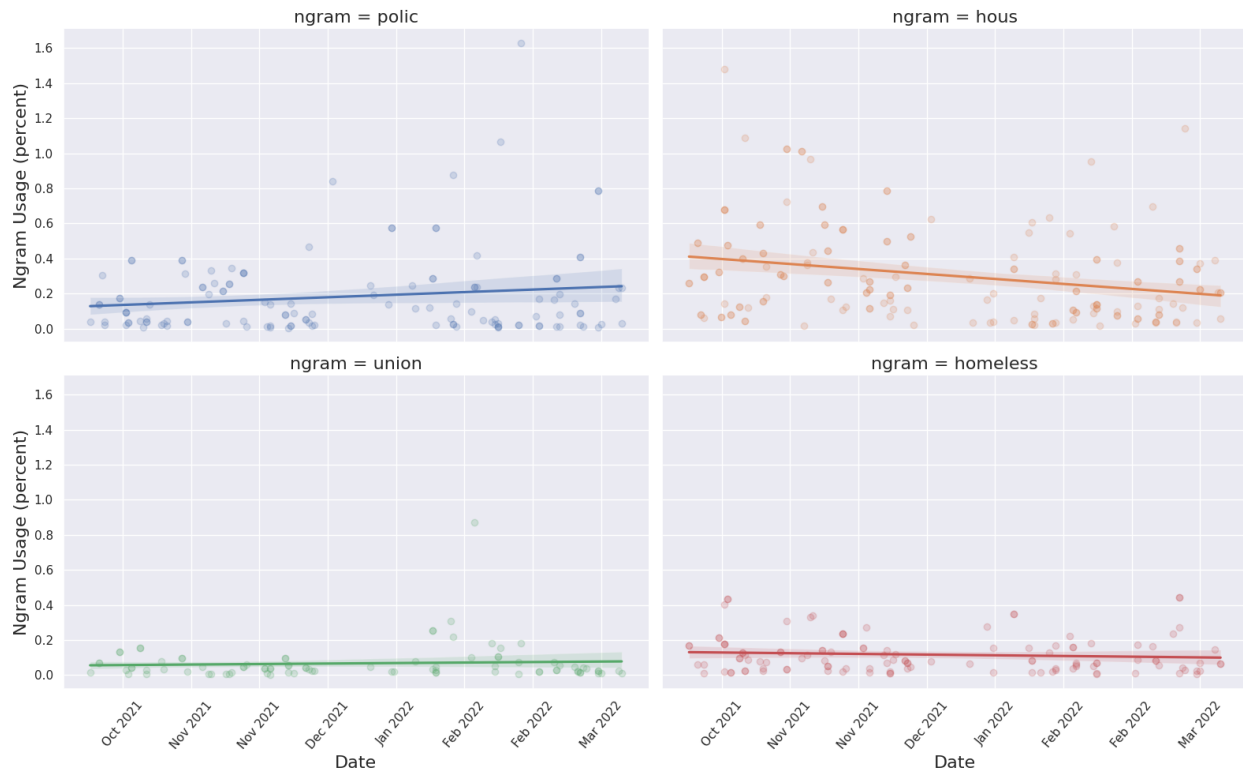 ngram = polic
ngram = hous
1.6
1.4
1.2
1.0
0.8
0.6
0.4
0.2
0.0
Ngram Usage (percent)
ngram = union
ngram = homeless
1.6
1.4
1.2
1.0
0.8
0.6
0.4
0.2
0.0
Ngram Usage (percent)
Oct 2021
Nov 2021
Nov 2021
Dec 2021
Jan 2022
Feb 2022
Feb 2022
Mar 2022
Date
Oct 2021
Nov 2021
Nov 2021
Dec 2021
Jan 2022
Feb 2022
Feb 2022
Mar 2022
Date